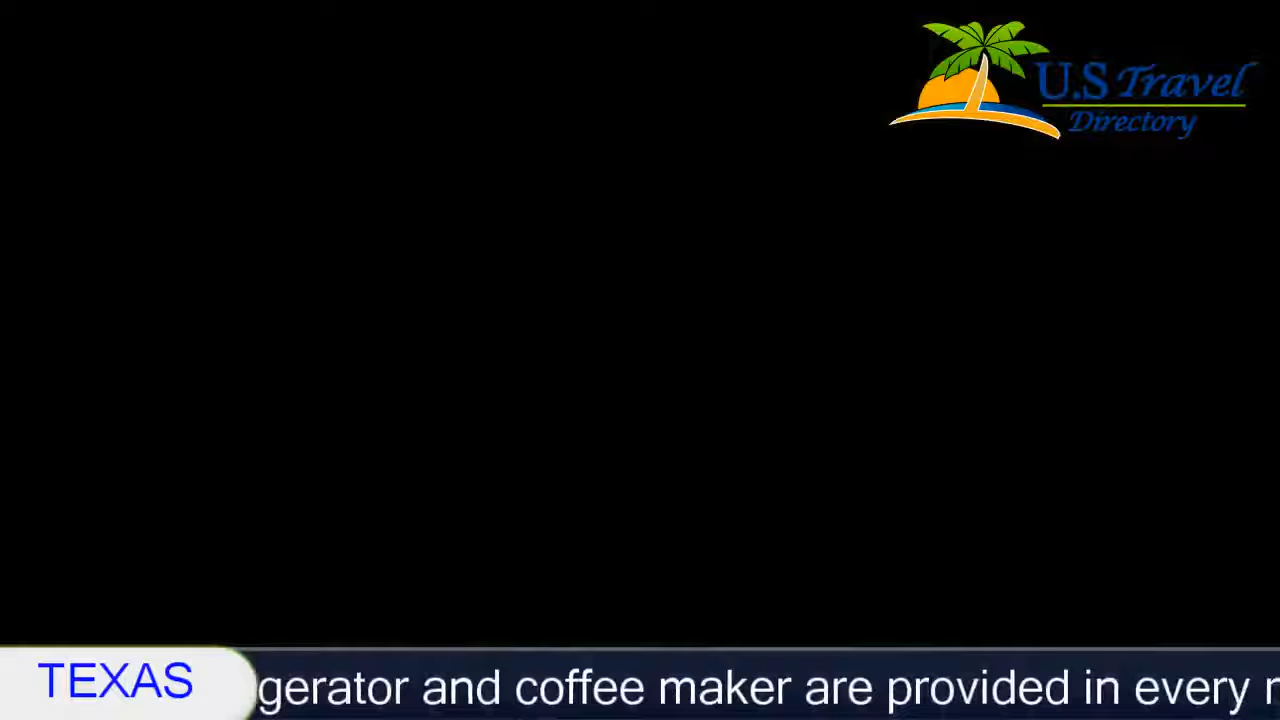 U.S Travel
Directory
TEXAS
gerator and coffee maker are provided in every